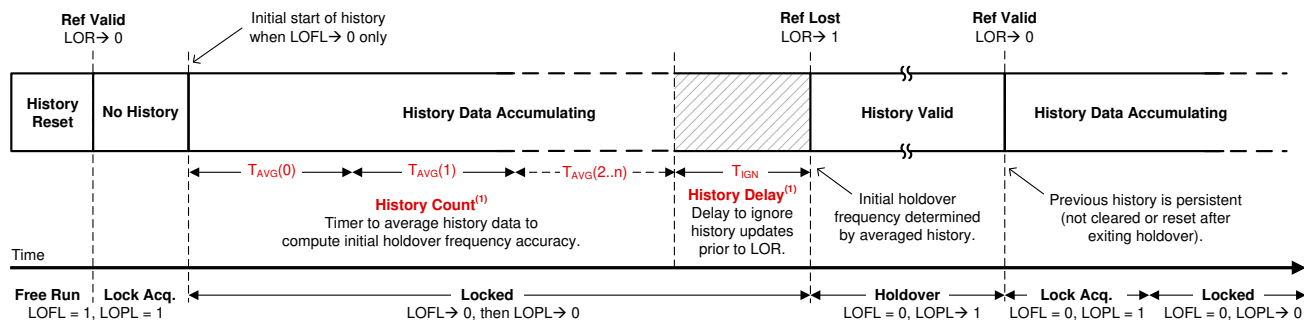 Ref Valid
LOR→ 0
Initial start of history
when LOFL→ 0 only
Ref Lost
LOR→ 1
Ref Valid
LOR→ 0
History
Reset
No History
History Data Accumulating
History Valid
History Data Accumulating
TAVG(0)
TAVG(1)
TAVG(2..n)
TIGN
History Count(1)
Timer to average history data to
compute initial holdover frequency accuracy.
History Delay(1)
Delay to ignore
history updates
prior to LOR.
Initial holdover
frequency determined
by averaged history.
Previous history is persistent
(not cleared or reset after
exiting holdover).
Time
Free Run
Lock Acq.
LOFL = 1, LOPL = 1
Locked
LOFL→ 0, then LOPL→ 0
Holdover
LOFL = 0, LOPL→ 1
Lock Acq.
LOFL = 0, LOPL = 1
Locked
LOFL = 0, LOPL→ 0